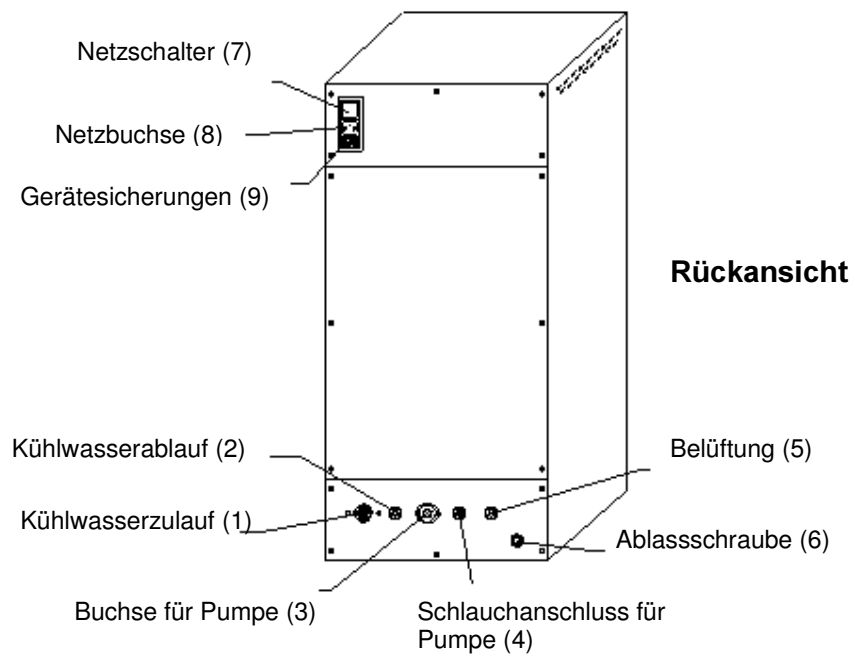 Netzschalter (7)
Netzbuchse (8)
Gerätesicherungen (9)
Rückansicht
Kühlwasserablauf (2)
Belüftung (5)
Kühlwasserzulauf (1)
Ablassschraube (6)
Buchse für Pumpe (3)
Schlauchanschluss für
Pumpe (4)